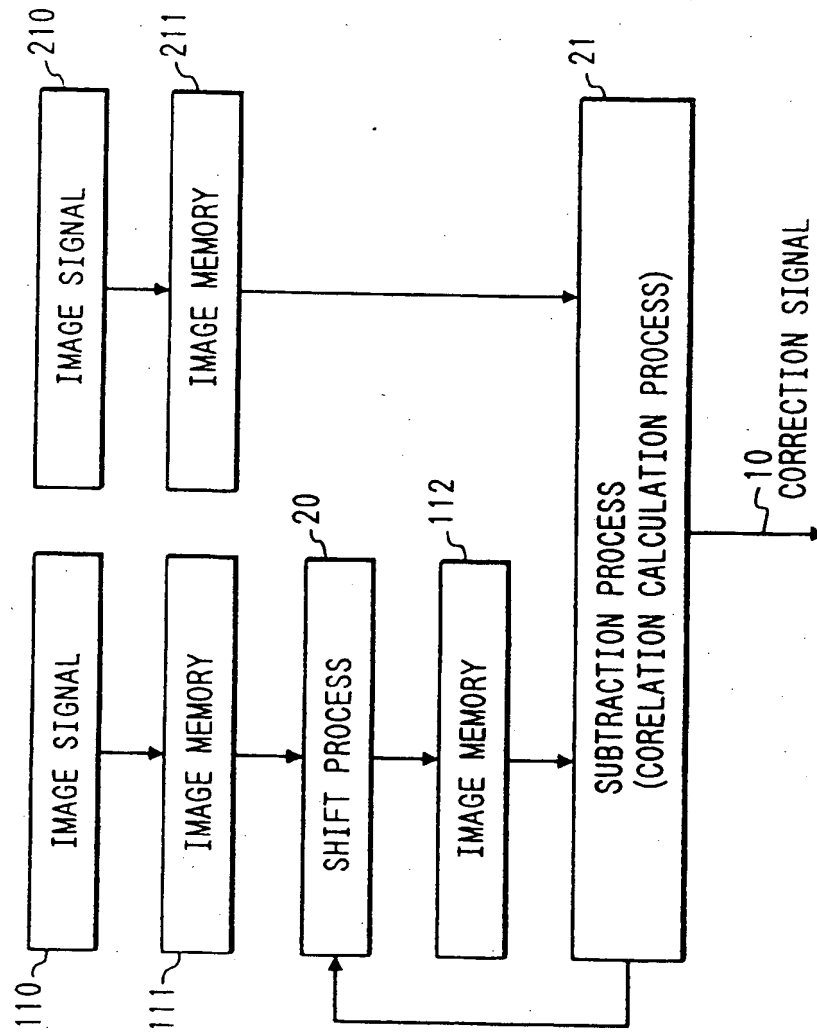 110
IMAGE SIGNAL
210
IMAGE SIGNAL
111
IMAGE MEMORY
211
IMAGE MEMORY
20
SHIFT PROCESS
112
IMAGE MEMORY
21
SUBTRACTION PROCESS
(CORELATION CALCULATION PROCESS)
10
CORRECTION SIGNAL